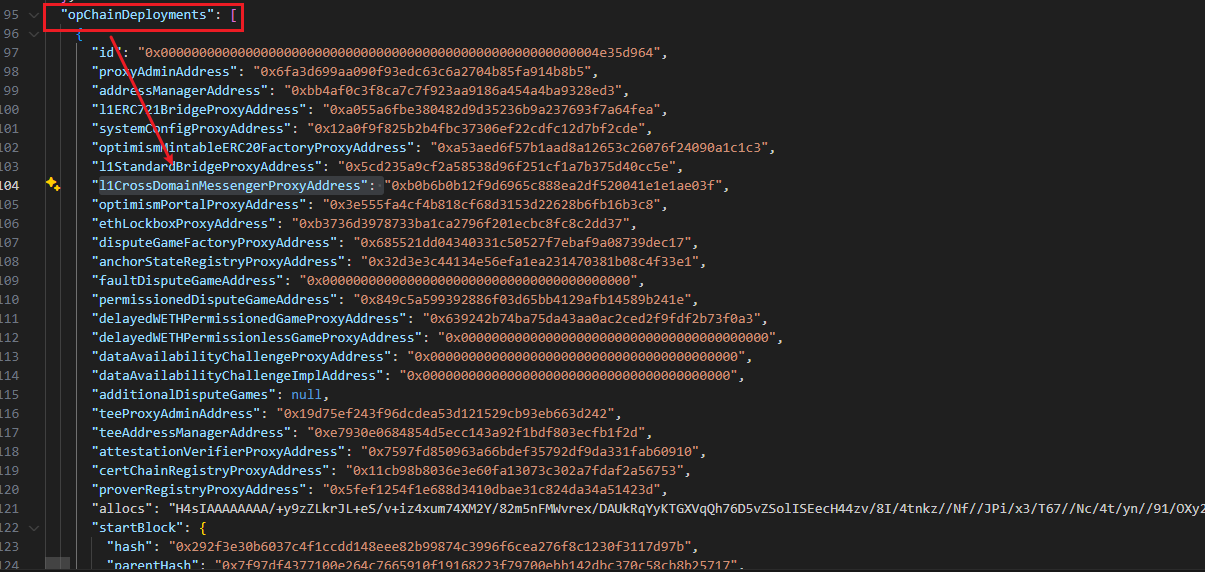 95 "opChainDeployments": [
96 {
97 "id": "0x000000000000000000000000000000000000000000000000000000004e35d964",
98 "proxyAdminAddress": "0x6fa3d699aa090f93edc63c6a2704b85fa914b8b5",
99 "addressManagerAddress": "0xbb4af0c3f8ca7c7f923aa9186a454a4ba9328ed3",
100 "l1ERC721BridgeProxyAddress": "0xa055a6fbe380482d9d35236b9a237693f7a64fea",
101 "systemConfigProxyAddress": "0x12a0f9f825b2b4fbc37306ef22cdfc12d7bf2cde",
102 "optimismMintableERC20FactoryProxyAddress": "0xa53aed6f57b1aad8a12653c26076f24090a1c1c3",
103 "l1StandardBridgeProxyAddress": "0x5cd235a9cf2a58538d96f251cf1a7b375d40cc5e",
104 "l1CrossDomainMessengerProxyAddress": "0xb0b6b0b12f9d6965c888ea2df520041e1e1ae03f",
105 "optimismPortalProxyAddress": "0x3e555fa4cf4b818cf68d3153d22628b6fb16b3c8",
106 "ethLockboxProxyAddress": "0xb3736d3978733ba1ca2796f201ecbc8fc8c2dd37",
107 "disputeGameFactoryProxyAddress": "0x685521dd04340331c50527f7ebaf9a08739dec17",
108 "anchorStateRegistryProxyAddress": "0x32d3e3c44134e56efa1ea231470381b08c4f33e1",
109 "faultDisputeGameAddress": "0x0000000000000000000000000000000000000000",
110 "permissionedDisputeGameAddress": "0x849c5a599392886f03d65bb4129afb14589b241e",
111 "delayedWETHPermissionedGameProxyAddress": "0x639242b74ba75da43aa0ac2ced2f9fdf2b73f0a3",
112 "delayedWETHPermissionlessGameProxyAddress": "0x0000000000000000000000000000000000000000",
113 "dataAvailabilityChallengeProxyAddress": "0x0000000000000000000000000000000000000000",
114 "dataAvailabilityChallengeImplAddress": "0x0000000000000000000000000000000000000000",
115 "additionalDisputeGames": null,
116 "teeProxyAdminAddress": "0x19d75ef243f96dcdea53d121529cb93eb663d242",
117 "teeAddressManagerAddress": "0xe7930e0684854d5ecc143a92f1bdf803ecfb1f2d",
118 "attestationVerifierProxyAddress": "0x7597fd850963a66bdef35792df9da331fab60910",
119 "certChainRegistryProxyAddress": "0x11cb98b8036e3e60fa13073c302a7fdaf2a56753",
120 "proverRegistryProxyAddress": "0x5fef1254f1e688d3410dbae31c824da34a51423d",
121 "allocs": "H4sIAAAAAAAA/+y9zZLkrJL+eS/v+iz4xum74XM2Y/82m5nFMWvrex/DAUkRqYyKTGXVqQh76D5vZSolISEecH44zv/8I/4tnkz//Nf//JPi/x3/T67//Nc/4t/yn//91//OXy2
122 "startBlock": {
123 "hash": "0x292f3e30b6037c4f1ccdd148eee82b99874c3996f6cea276f8c1230f3117d97b",
124 "parentHash": "0x7f97df4377100e264c7665910f19168223f79700ebb142dbc370c58cb8b25717",